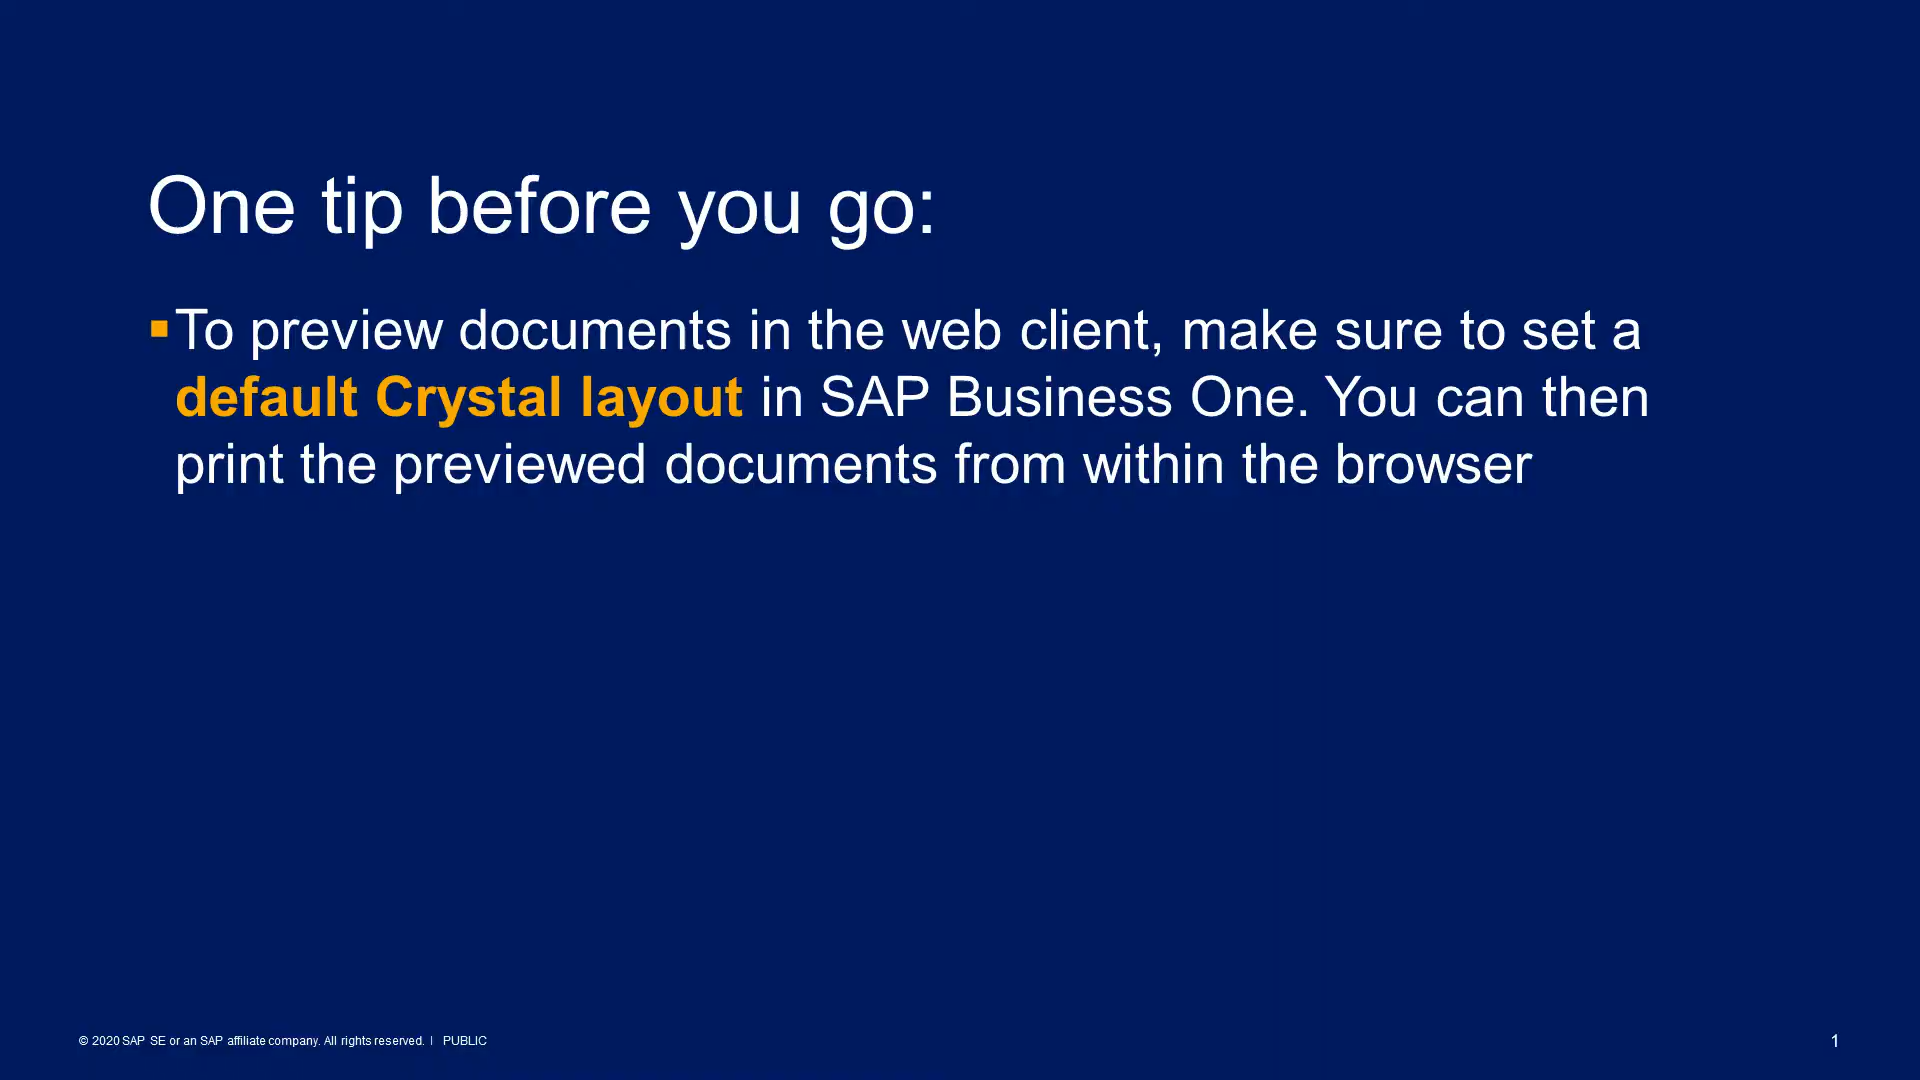 One tip before you go:
▪To preview documents in the web client, make sure to set a
default Crystal layout in SAP Business One. You can then
print the previewed documents from within the browser
© 2020 SAP SE or an SAP affiliate company. All rights reserved. | PUBLIC
1